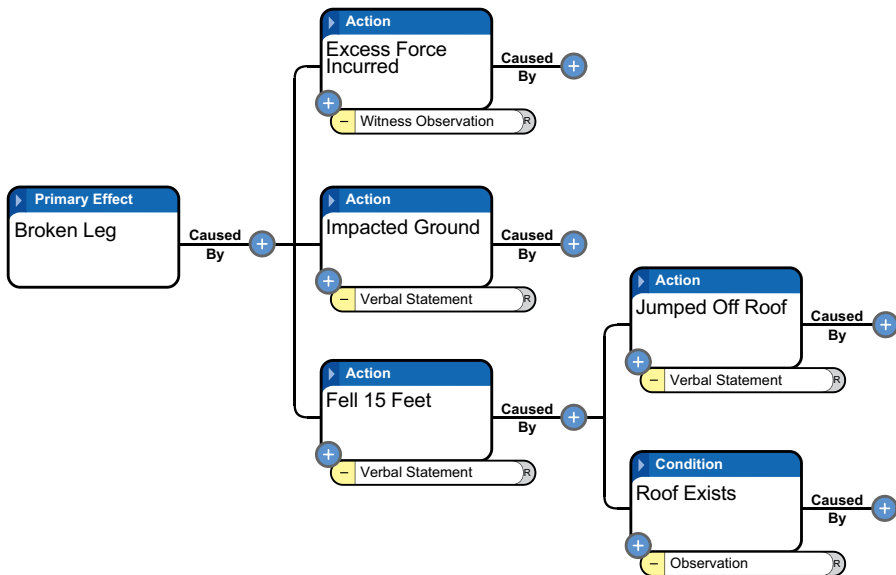 Action
Excess Force
Incurred
Caused
By
Witness Observation
R
Primary Effect
Broken Leg
Caused
By
Action
Impacted Ground
Caused
By
Verbal Statement
R
Action
Fell 15 Feet
Caused
By
Verbal Statement
R
Action
Jumped Off Roof
Caused
By
Verbal Statement
R
Condition
Roof Exists
Caused
By
Observation
R